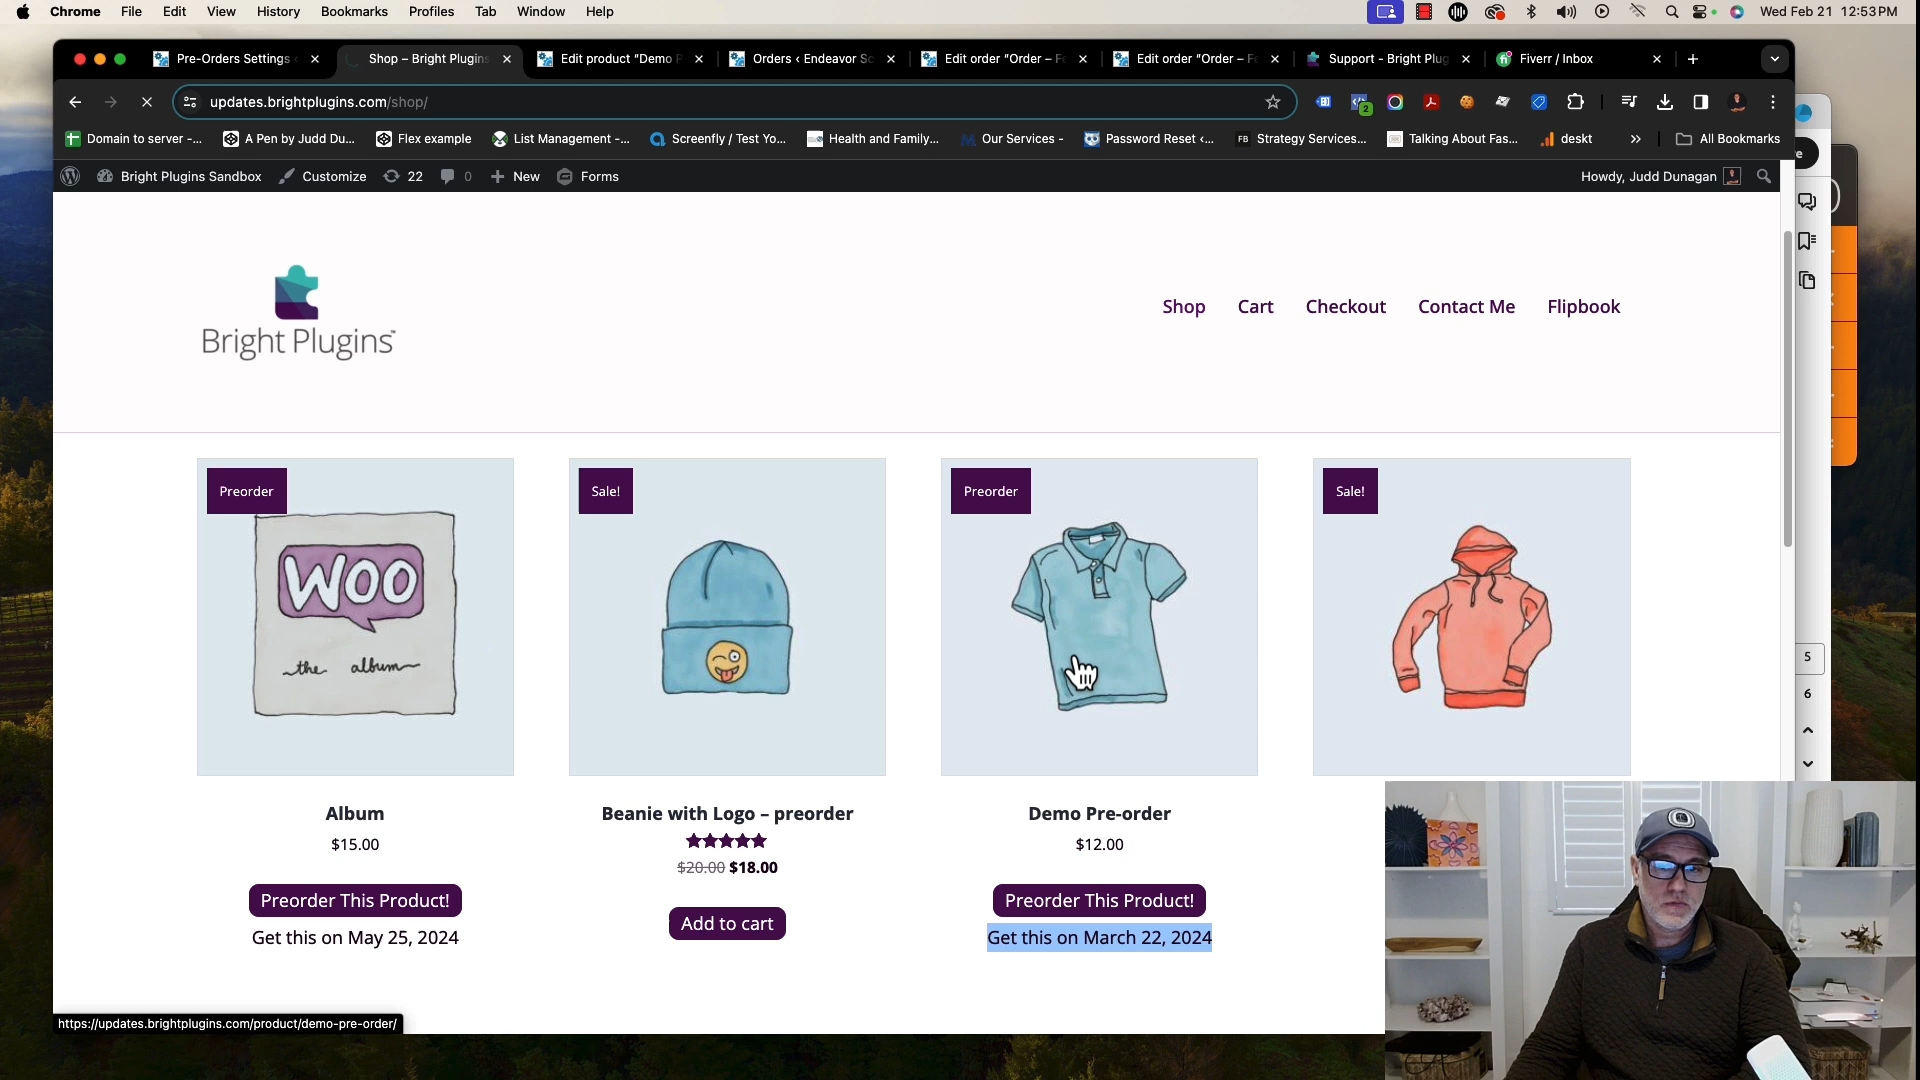 Chrome File Edit View History Bookmarks Profiles Tab Window Help
Wed Feb 21 12:53 PM
Pre-Orders Settings
Shop – Bright Plugins
Edit product “Demo P
Orders ‹ Endeavor Sc
Edit order “Order – Fe
Edit order “Order – Fe
Support - Bright Plug
Fiverr / Inbox
updates.brightplugins.com/shop/
2
Domain to server -...
A Pen by Judd Du...
Flex example
List Management -...
Screenfly / Test Yo...
Health and Family...
Our Services -
Password Reset ‹...
FB Strategy Services...
Talking About Fas...
deskt
»
All Bookmarks
Bright Plugins Sandbox
Customize
22
0
New
Forms
Howdy, Judd Dunagan
Bright Plugins™
Shop Cart Checkout Contact Me Flipbook
Preorder
Sale!
Preorder
Sale!
WOO
the album
Album
$15.00
Preorder This Product!
Get this on May 25, 2024
Beanie with Logo – preorder
$20.00 $18.00
Add to cart
Demo Pre-order
$12.00
Preorder This Product!
Get this on March 22, 2024
5
6
https://updates.brightplugins.com/product/demo-pre-order/